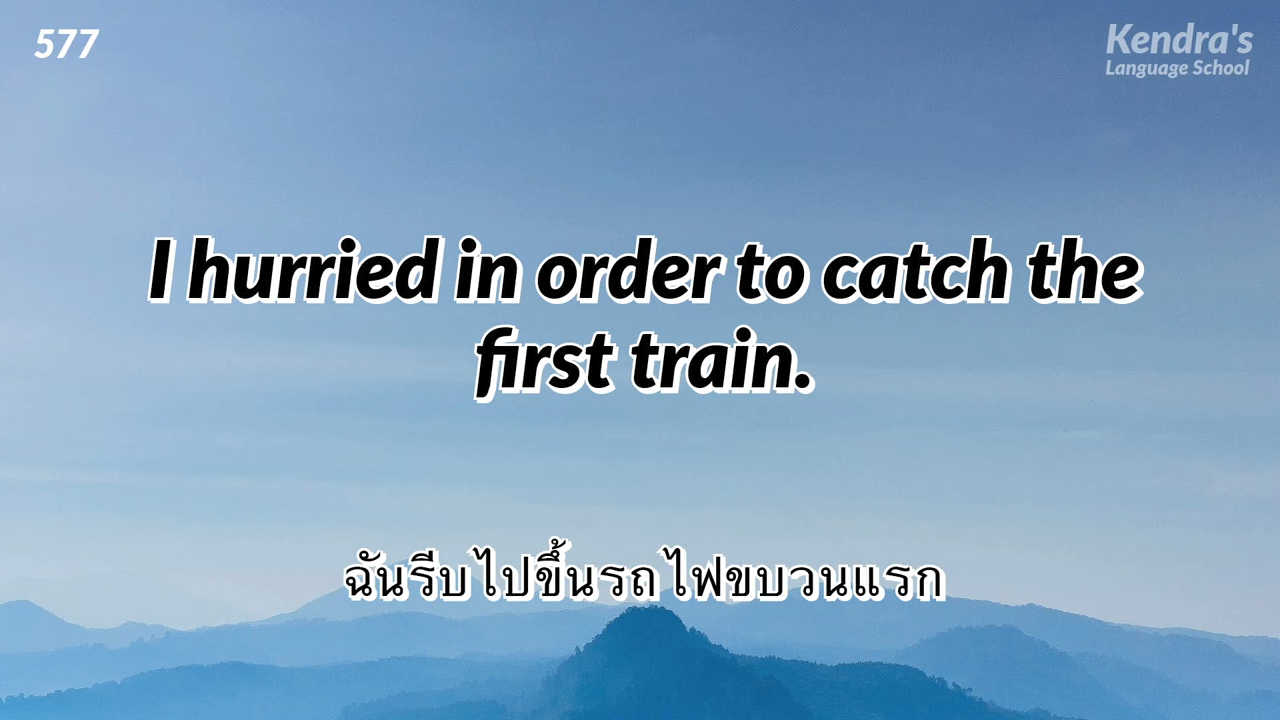 577
Kendra's
Language School
I hurried in order to catch the
first train.
ฉันรีบไปขึ้นรถไฟขบวนแรก